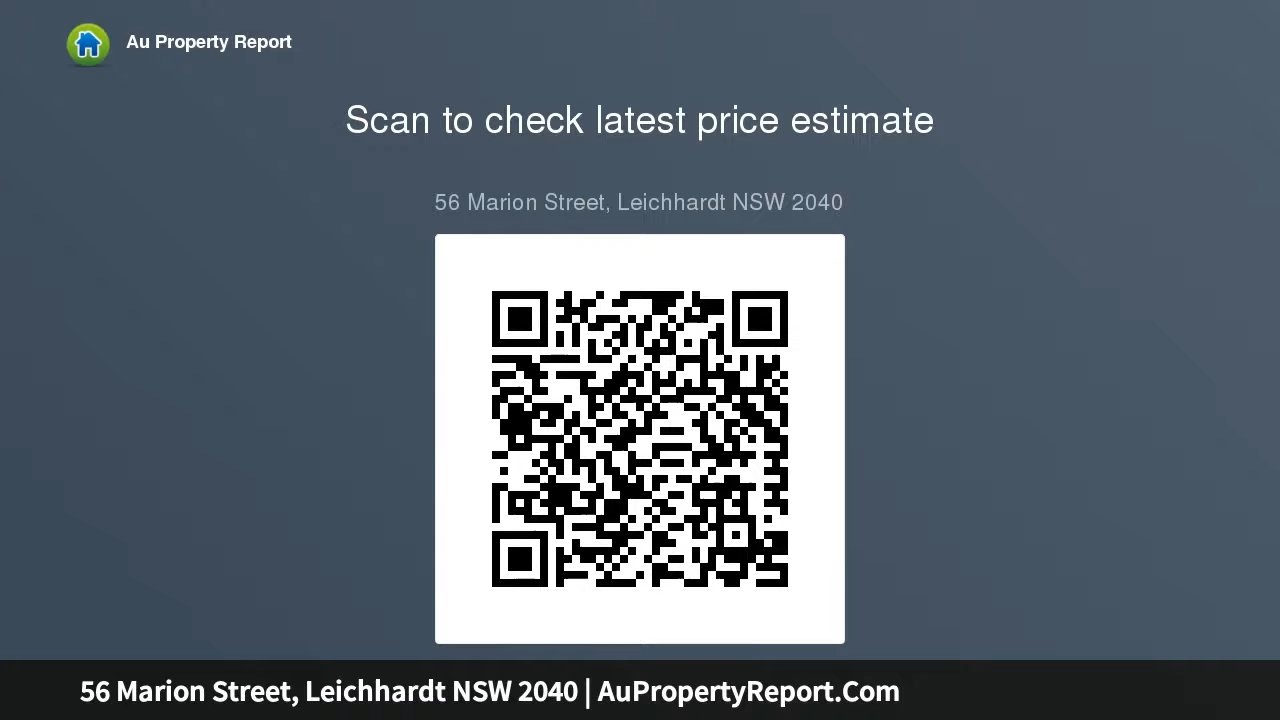 Au Property Report
Scan to check latest price estimate
56 Marion Street, Leichhardt NSW 2040
56 Marion Street, Leichhardt NSW 2040 | AuPropertyReport.Com